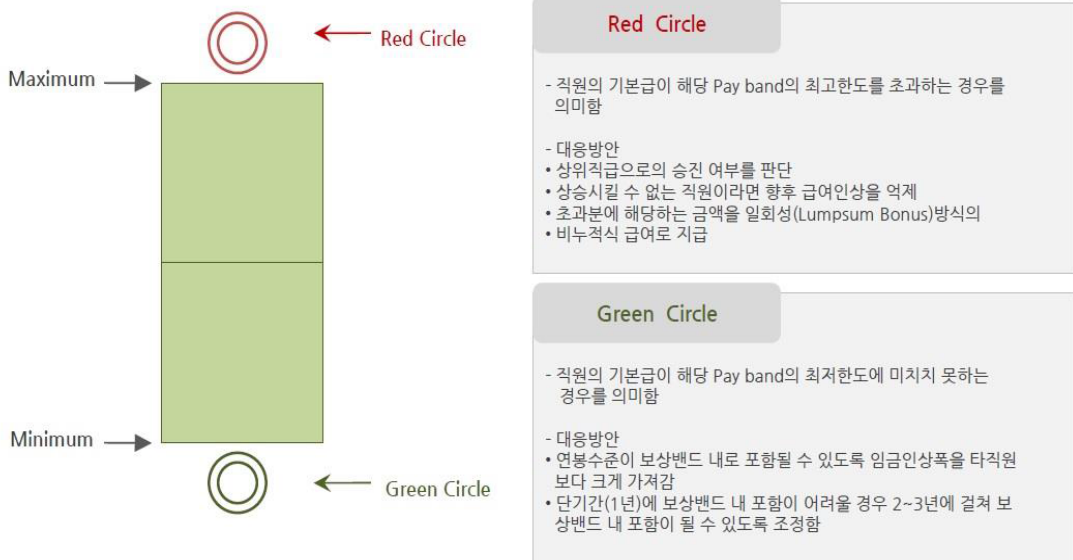 Red Circle
Maximum
Minimum
Green Circle
Red Circle
- 직원의 기본급이 해당 Pay band의 최고한도를 초과하는 경우를
의미함
- 대응방안
• 상위직급으로의 승진 여부를 판단
• 상승시킬 수 없는 직원이라면 향후 급여인상을 억제
• 초과분에 해당하는 금액을 일회성(Lumpsum Bonus)방식의
• 비누적식 급여로 지급
Green Circle
- 직원의 기본급이 해당 Pay band의 최저한도에 미치치 못하는
경우를 의미함
- 대응방안
• 연봉수준이 보상밴드 내로 포함될 수 있도록 임금인상폭을 타직원
보다 크게 가져감
• 단기간(1년)에 보상밴드 내 포함이 어려울 경우 2~3년에 걸쳐 보
상밴드 내 포함이 될 수 있도록 조정함